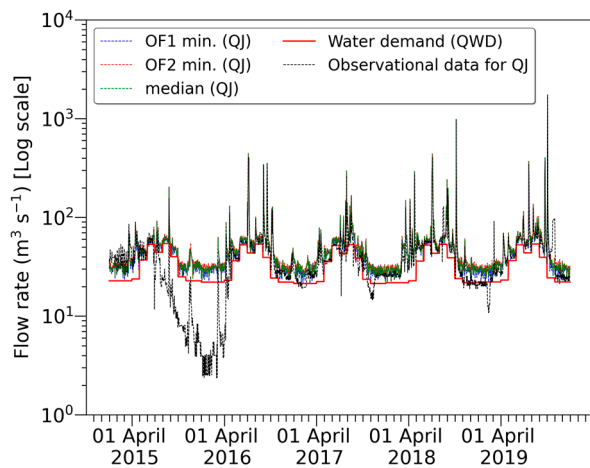 10⁴
10³
10²
10¹
10⁰
Flow rate (m³ s⁻¹) [Log scale]
OF1 min. (QJ)
OF2 min. (QJ)
median (QJ)
Water demand (QWD)
Observational data for QJ
01 April 01 April 01 April 01 April 01 April
2015 2016 2017 2018 2019